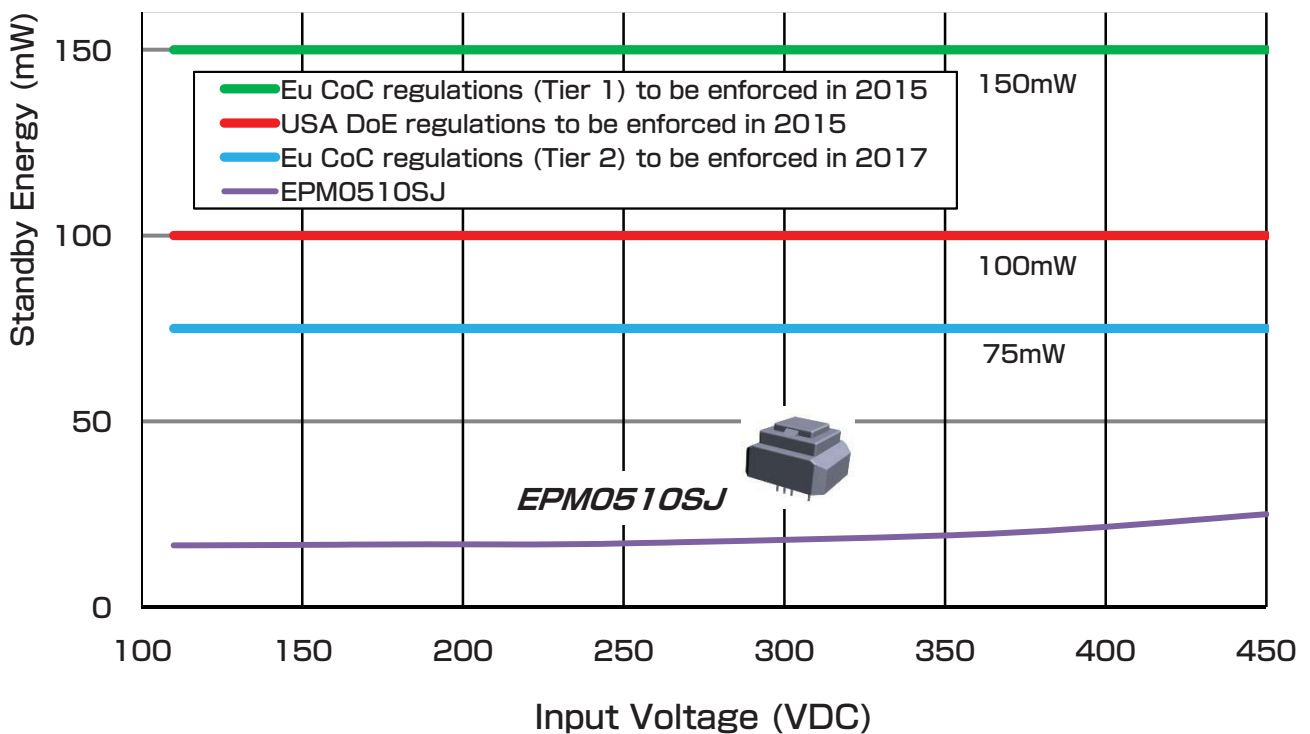 Standby Energy (mW)
150
100
50
0
Eu CoC regulations (Tier 1) to be enforced in 2015
USA DoE regulations to be enforced in 2015
Eu CoC regulations (Tier 2) to be enforced in 2017
EPM0510SJ
150mW
100mW
75mW
EPM0510SJ
100 150 200 250 300 350 400 450
Input Voltage (VDC)